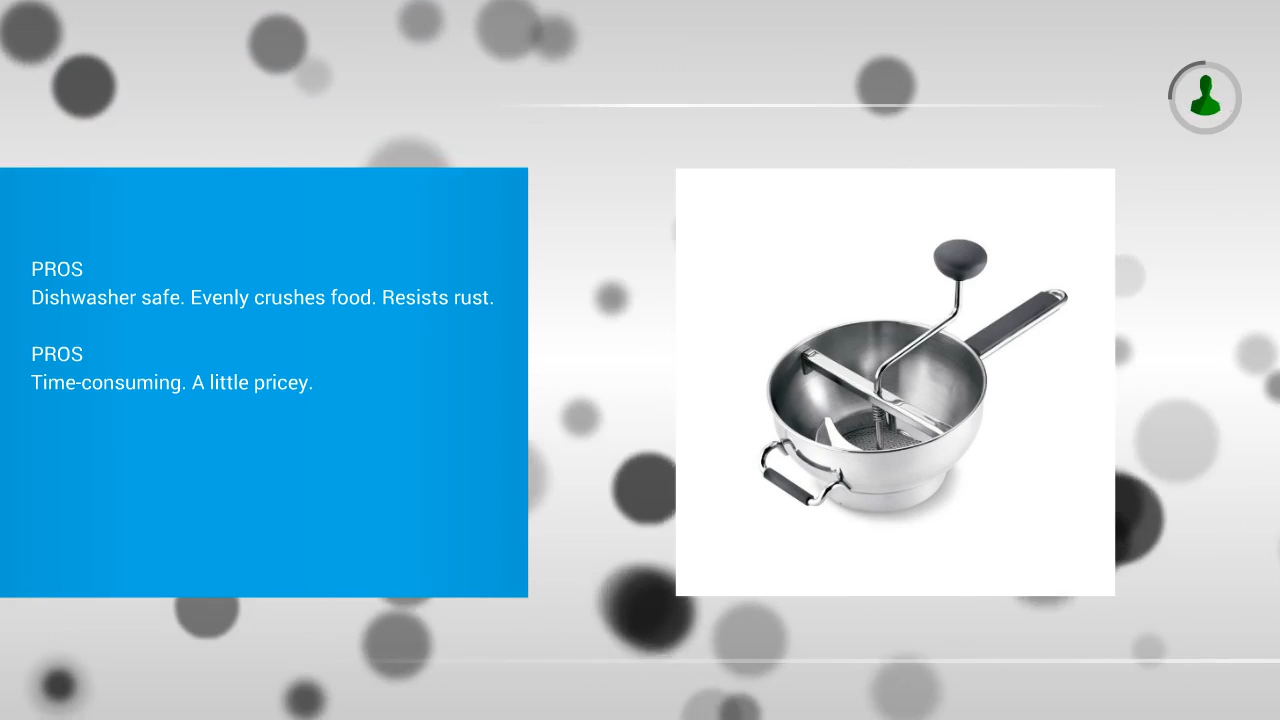 PROS
Dishwasher safe. Evenly crushes food. Resists rust.
PROS
Time-consuming. A little pricey.